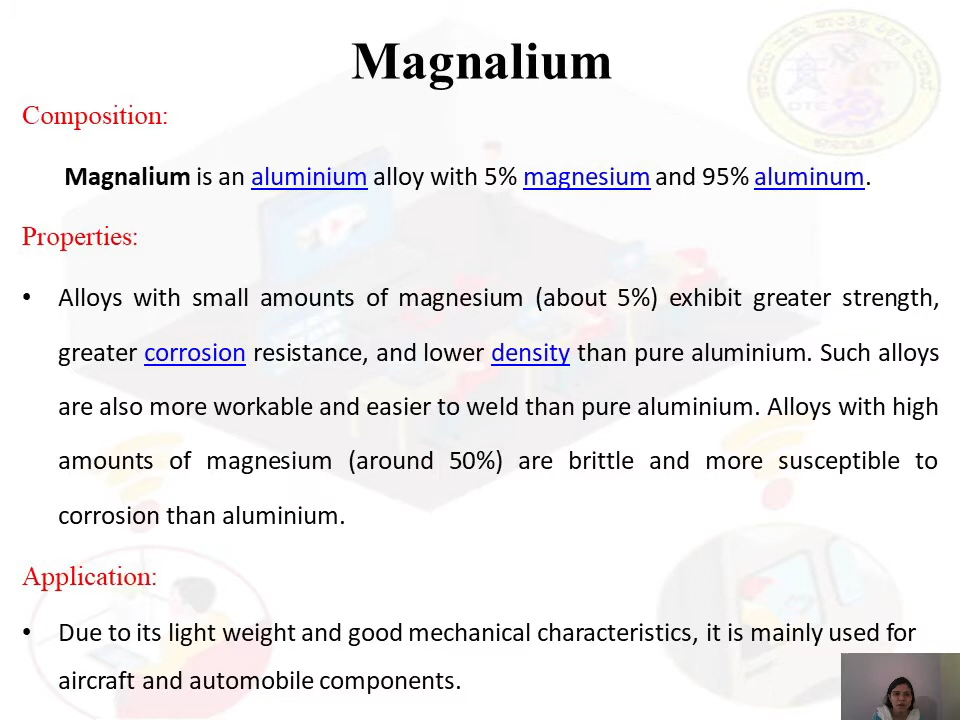 Magnalium
Composition:
Magnalium is an aluminium alloy with 5% magnesium and 95% aluminum.
Properties:
• Alloys with small amounts of magnesium (about 5%) exhibit greater strength,
greater corrosion resistance, and lower density than pure aluminium. Such alloys
are also more workable and easier to weld than pure aluminium. Alloys with high
amounts of magnesium (around 50%) are brittle and more susceptible to
corrosion than aluminium.
Application:
• Due to its light weight and good mechanical characteristics, it is mainly used for
aircraft and automobile components.